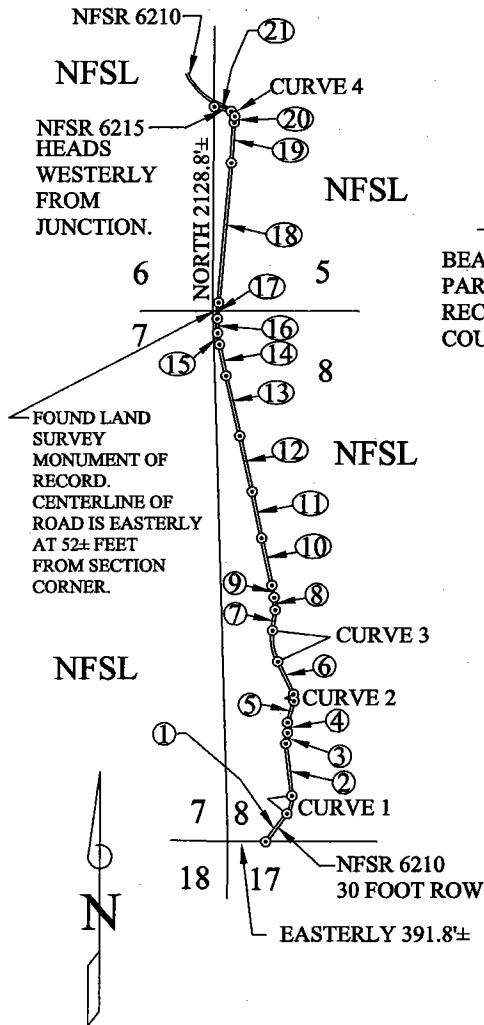 NFSR 6210
21
NFSL
CURVE 4
NFSR 6215
HEADS
WESTERLY
FROM
JUNCTION.
20
19
NFSL
NORTH 2128.8'±
18
6
5
17
7
16
15
14
8
13
FOUND LAND
SURVEY
MONUMENT OF
RECORD.
CENTERLINE OF
ROAD IS EASTERLY
AT 52± FEET
FROM SECTION
CORNER.
12
NFSL
11
10
9
8
7
CURVE 3
NFSL
6
CURVE 2
5
4
1
3
2
CURVE 1
7
8
NFSR 6210
30 FOOT ROW
18
17
N
EASTERLY 391.8'±
BEA
PAR
REC
COU